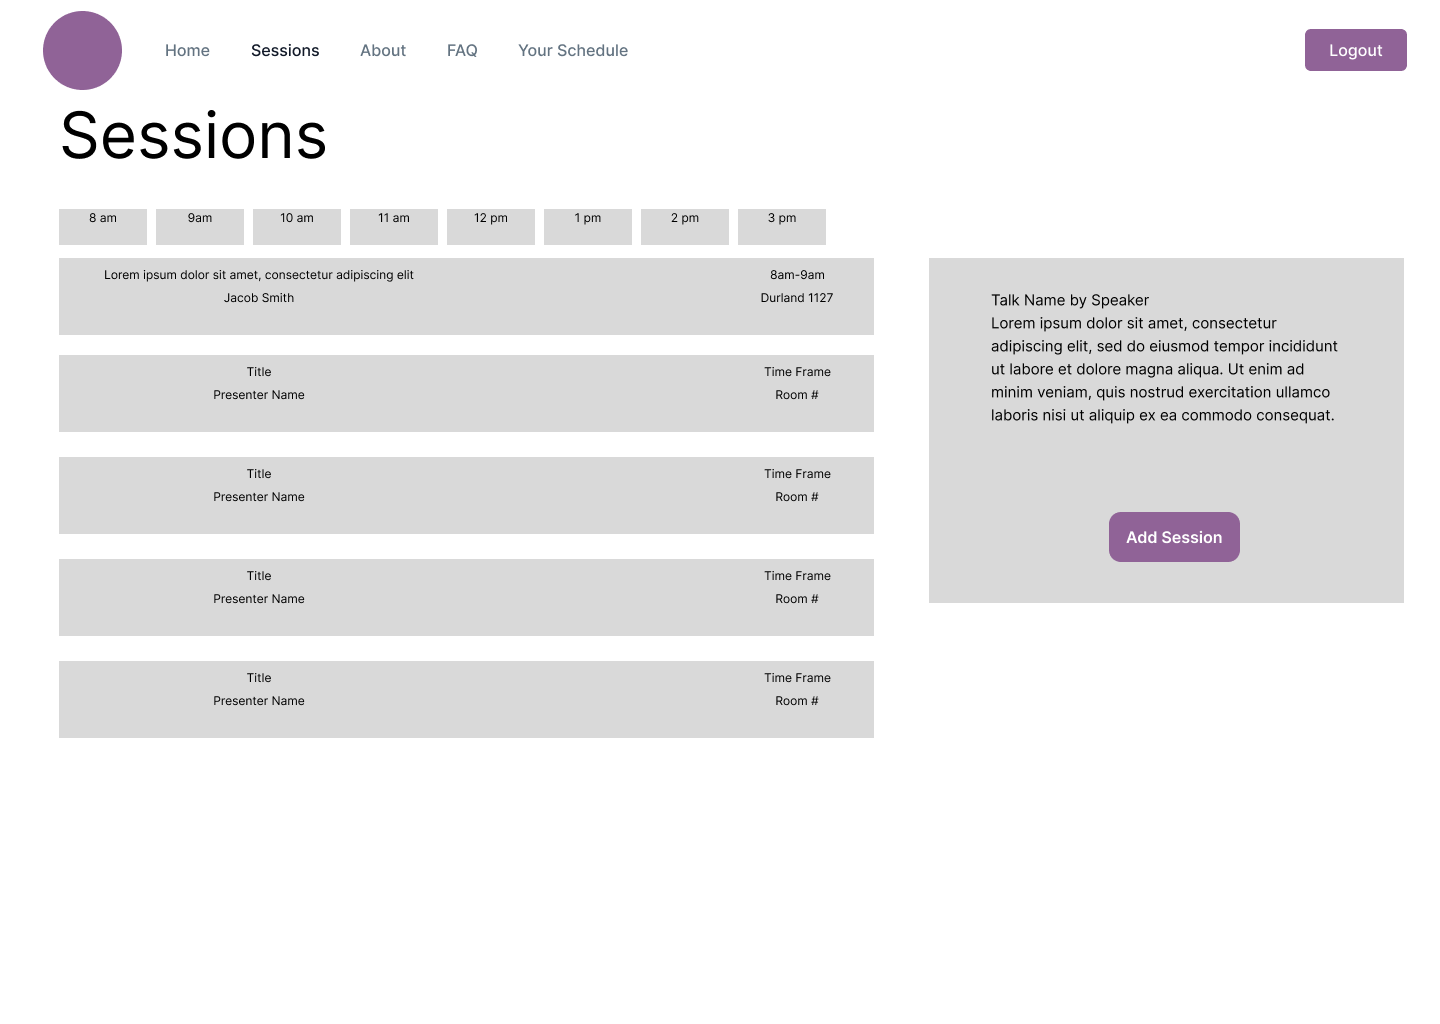 Home Sessions About FAQ Your Schedule Logout
Sessions
8 am 9am 10 am 11 am 12 pm 1 pm 2 pm 3 pm
Lorem ipsum dolor sit amet, consectetur adipiscing elit 8am-9am
Jacob Smith Durland 1127
Title Time Frame
Presenter Name Room #
Title Time Frame
Presenter Name Room #
Title Time Frame
Presenter Name Room #
Title Time Frame
Presenter Name Room #
Talk Name by Speaker
Lorem ipsum dolor sit amet, consectetur
adipiscing elit, sed do eiusmod tempor incididunt
ut labore et dolore magna aliqua. Ut enim ad
minim veniam, quis nostrud exercitation ullamco
laboris nisi ut aliquip ex ea commodo consequat.
Add Session